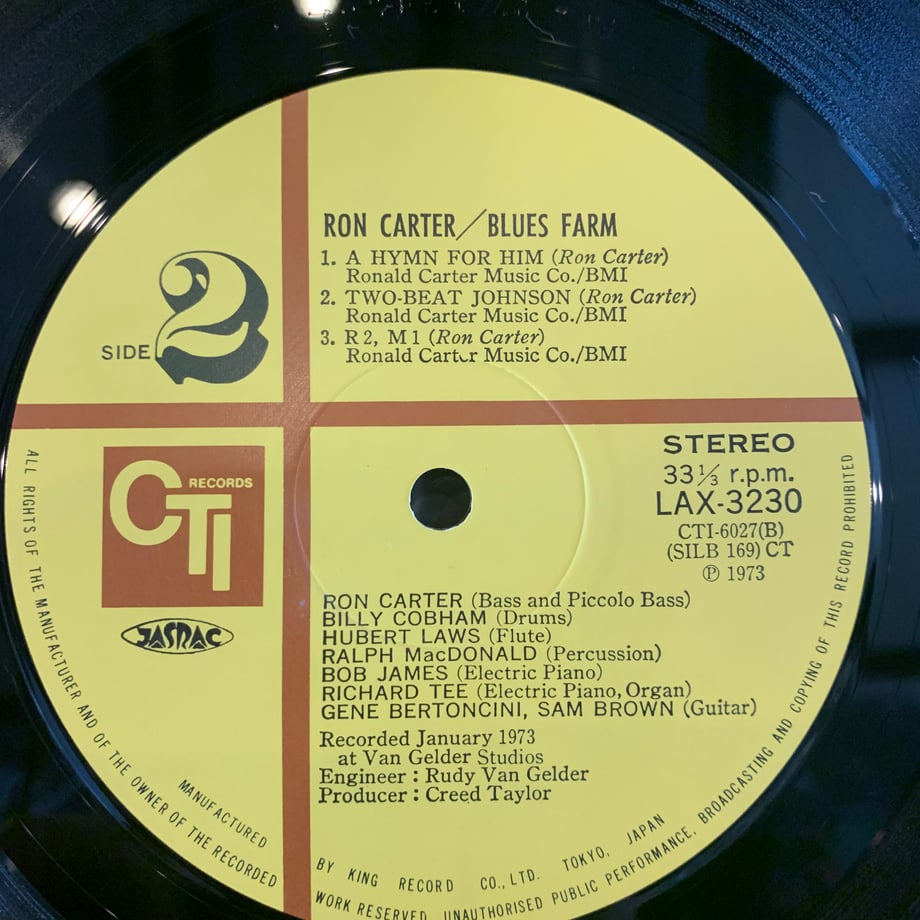 RON CARTER/BLUES FARM
1. A HYMN FOR HIM (Ron Carter)
Ronald Carter Music Co./BMI
2. TWO-BEAT JOHNSON (Ron Carter)
Ronald Carter Music Co./BMI
3. R 2, M 1 (Ron Carter)
Ronald Carter Music Co./BMI
SIDE 2
CTI RECORDS
JASRAC
STEREO
33 1/3 r.p.m.
LAX-3230
CTI-6027(B)
(SILB 169) CT
℗ 1973
RON CARTER (Bass and Piccolo Bass)
BILLY COBHAM (Drums)
HUBERT LAWS (Flute)
RALPH MacDONALD (Percussion)
BOB JAMES (Electric Piano)
RICHARD TEE (Electric Piano, Organ)
GENE BERTONCINI, SAM BROWN (Guitar)
Recorded January 1973
at Van Gelder Studios
Engineer : Rudy Van Gelder
Producer : Creed Taylor
MANUFACTURED BY KING RECORD CO., LTD. TOKYO, JAPAN
ALL RIGHTS OF THE MANUFACTURER AND OF THE OWNER OF THE RECORDED WORK RESERVED. UNAUTHORISED PUBLIC PERFORMANCE, BROADCASTING AND COPYING OF THIS RECORD PROHIBITED